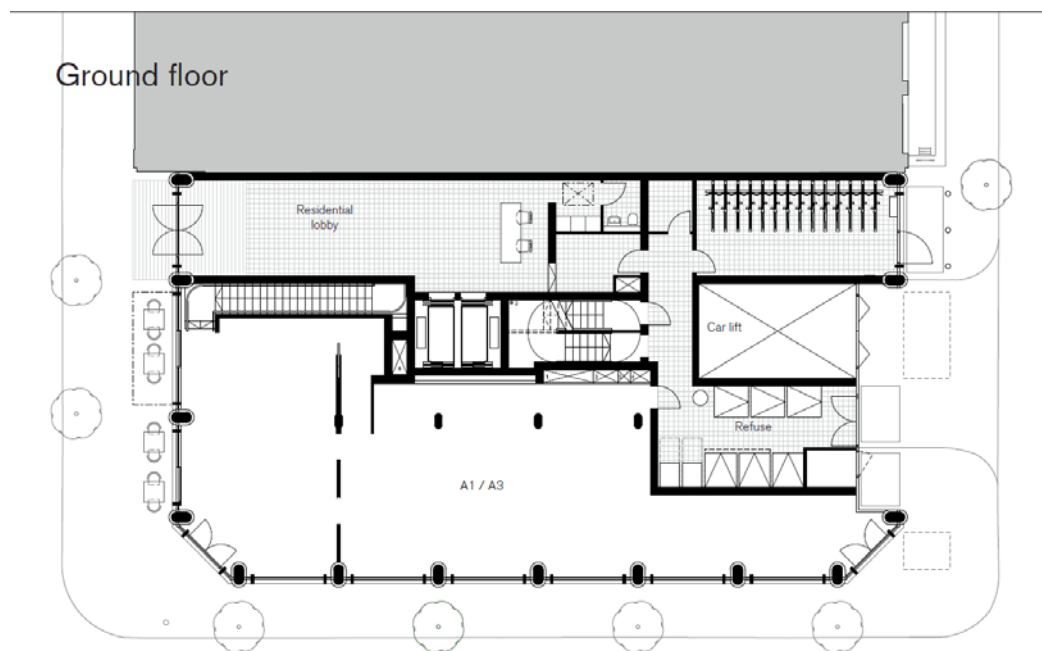 Ground floor
Residential
lobby
Car lift
Refuse
A1 / A3